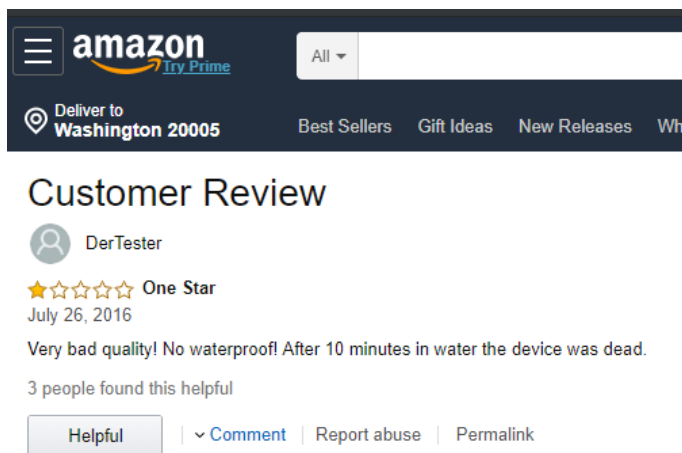 amazon
Try Prime
All
Deliver to
Washington 20005
Best Sellers Gift Ideas New Releases
Customer Review
DerTester
One Star
July 26, 2016
Very bad quality! No waterproof! After 10 minutes in water the device was dead.
3 people found this helpful
Helpful Comment Report abuse Permalink